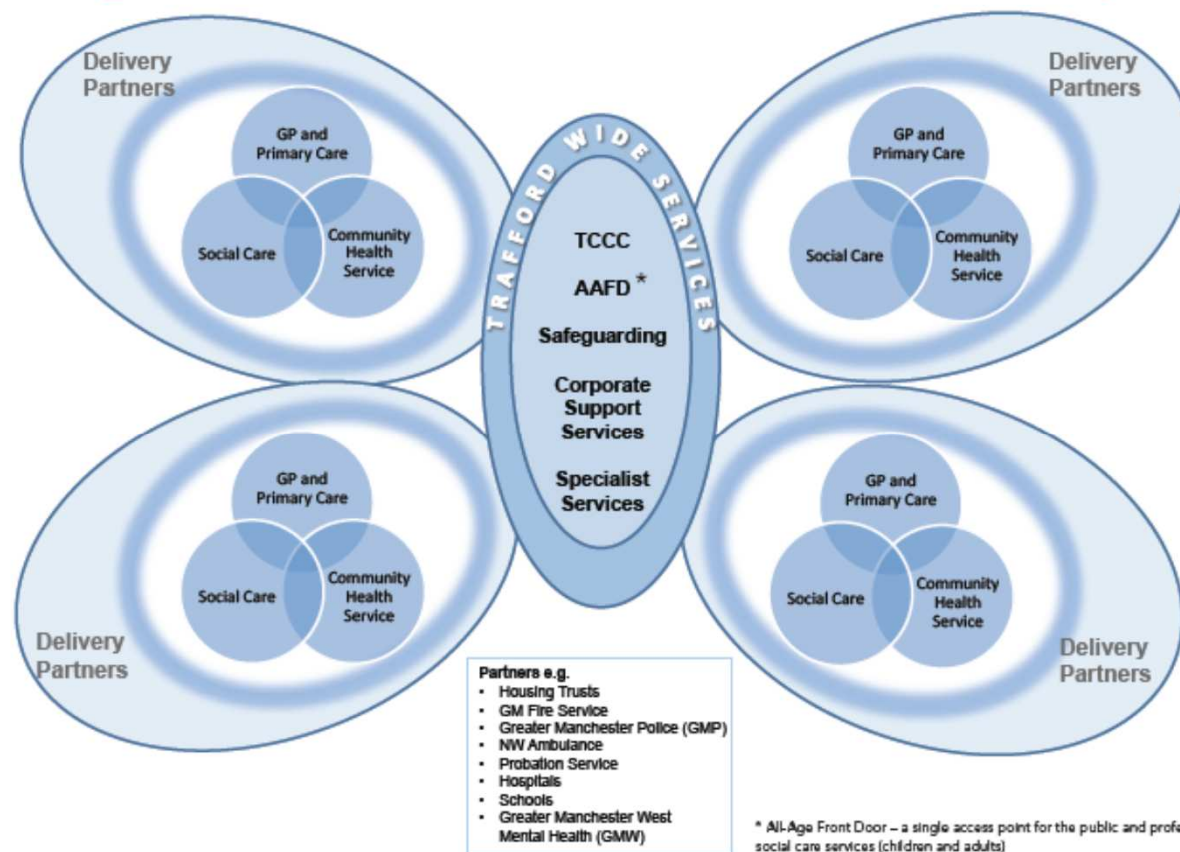 Delivery
Partners
GP and
Primary Care
Social Care
Community
Health
Service
Delivery
Partners
GP and
Primary Care
Social Care
Community
Health
Service
TRAFFORD WIDE SERVICES
TCCC
AAFD *
Safeguarding
Corporate
Support
Services
Specialist
Services
GP and
Primary Care
Social Care
Community
Health
Service
Delivery
Partners
GP and
Primary Care
Social Care
Community
Health
Service
Delivery
Partners
Partners e.g.
• Housing Trusts
• GM Fire Service
• Greater Manchester Police (GMP)
• NW Ambulance
• Probation Service
• Hospitals
• Schools
• Greater Manchester West
Mental Health (GMW)
* All-Age Front Door – a single access point for the public and
social care services (children and adults)